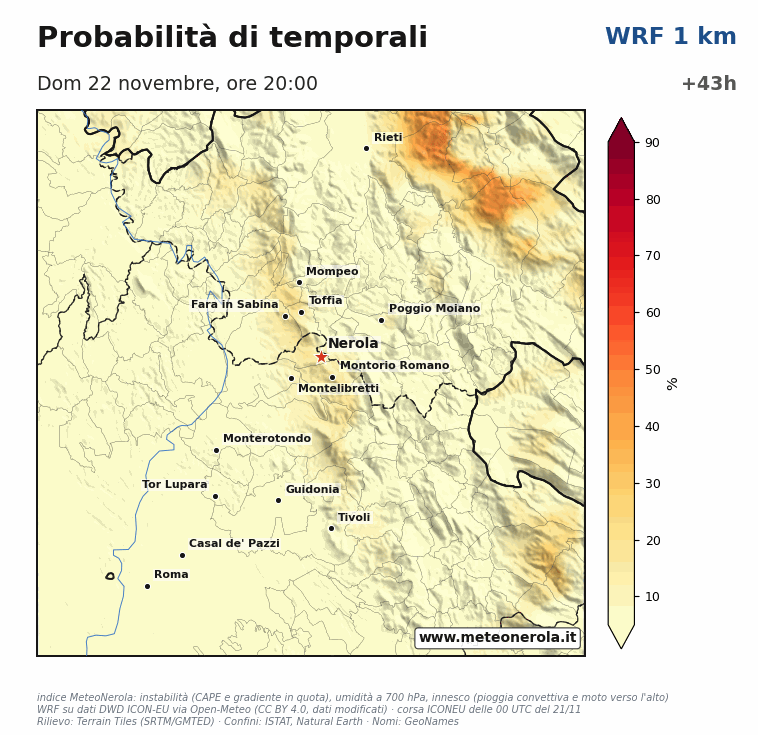 Probabilità di temporali
WRF 1 km
Dom 22 novembre, ore 20:00
+43h
Rieti
Mompeo
Fara in Sabina
Toffia
Poggio Moiano
Nerola
Montorio Romano
Montelibretti
Monterotondo
Tor Lupara
Guidonia
Tivoli
Casal de' Pazzi
Roma
www.meteonerola.it
90
80
70
60
50
40
30
20
10
%
indice MeteoNerola: instabilità (CAPE e gradiente in quota), umidità a 700 hPa, innesco (pioggia convettiva e moto verso l'alto)
WRF su dati DWD ICON-EU via Open-Meteo (CC BY 4.0, dati modificati) · corsa ICONEU delle 00 UTC del 21/11
Rilievo: Terrain Tiles (SRTM/GMTED) · Confini: ISTAT, Natural Earth · Nomi: GeoNames